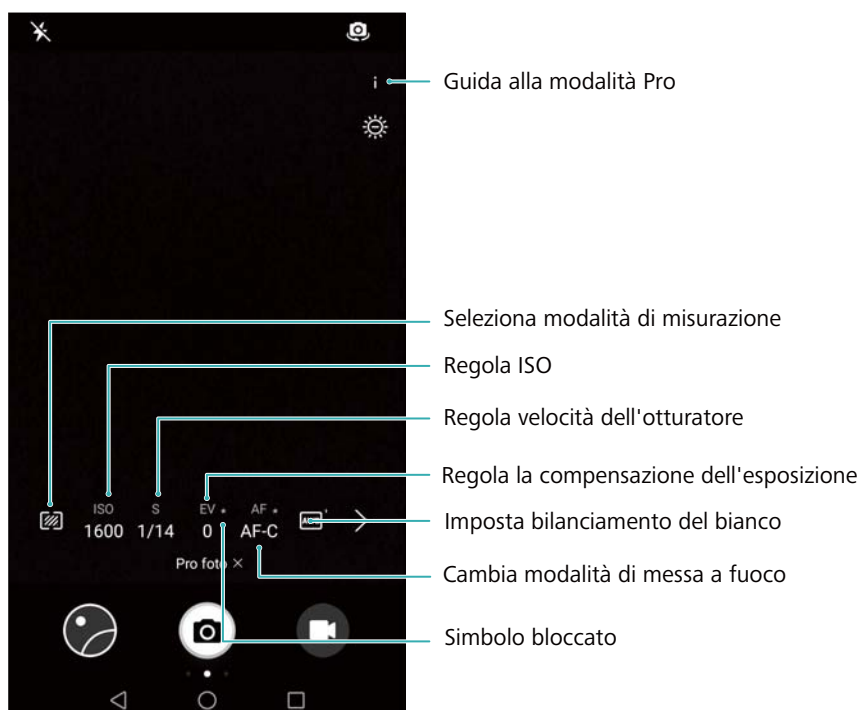 i
Guida alla modalità Pro
Seleziona modalità di misurazione
Regola ISO
Regola velocità dell'otturatore
Regola la compensazione dell'esposizione
Imposta bilanciamento del bianco
Cambia modalità di messa a fuoco
Simbolo bloccato
ISO S EV AF
1600 1/14 0 AF-C
Pro foto ×